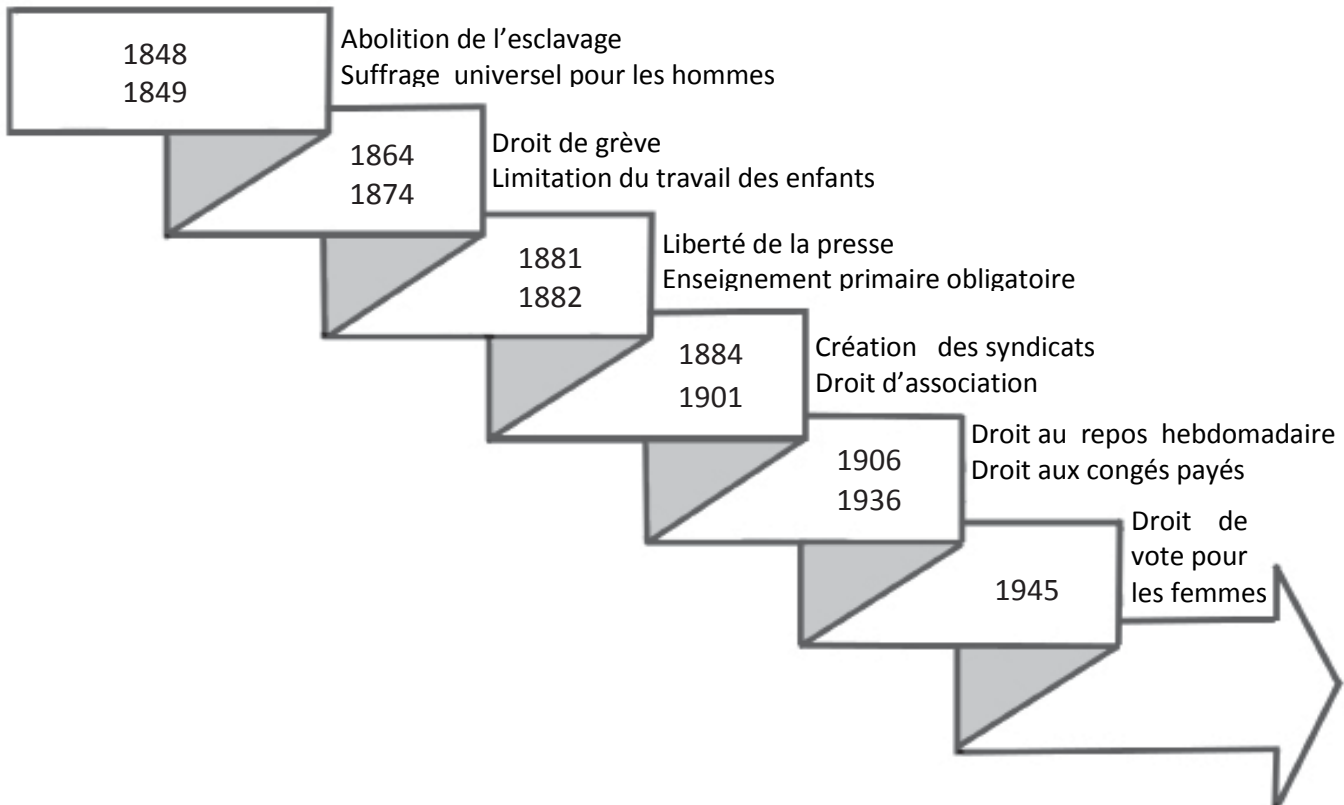 1848
1849
Abolition de l’esclavage
Suffrage universel pour les hommes
1864
1874
Droit de grève
Limitation du travail des enfants
1881
1882
Liberté de la presse
Enseignement primaire obligatoire
1884
1901
Création des syndicats
Droit d’association
1906
1936
Droit au repos hebdomadaire
Droit aux congés payés
1945
Droit de
vote pour
les femmes